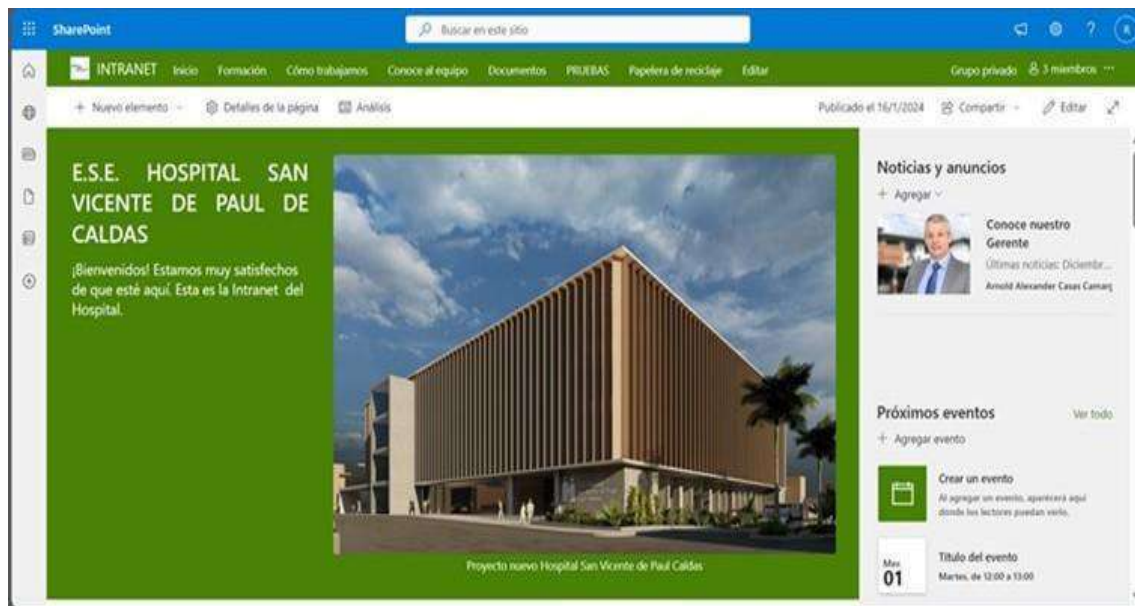 SharePoint
Buscar en este sitio
?
INTRANET Inicio Formación Cómo trabajamos Conoce al equipo Documentos PRUEBAS Papelera de reciclaje Editar
Grupo privado 3 miembros ...
+ Nuevo elemento Detalles de la página Análisis
Publicado el 16/1/2024 Compartir Editar
E.S.E. HOSPITAL SAN
VICENTE DE PAUL DE
CALDAS
¡Bienvenidos! Estamos muy satisfechos
de que esté aquí. Esta es la Intranet del
Hospital.
Proyecto nuevo Hospital San Vicente de Paul Caldas
Noticias y anuncios
+ Agregar
Conoce nuestro
Gerente
Últimas noticias: Diciembr...
Arnold Alexander Casas Camarg
Próximos eventos Ver todo
+ Agregar evento
Crear un evento
Al agregar un evento, aparecerá aquí
donde los lectores puedan verlo.
01
Título del evento
Martes, de 12:00 a 13:00